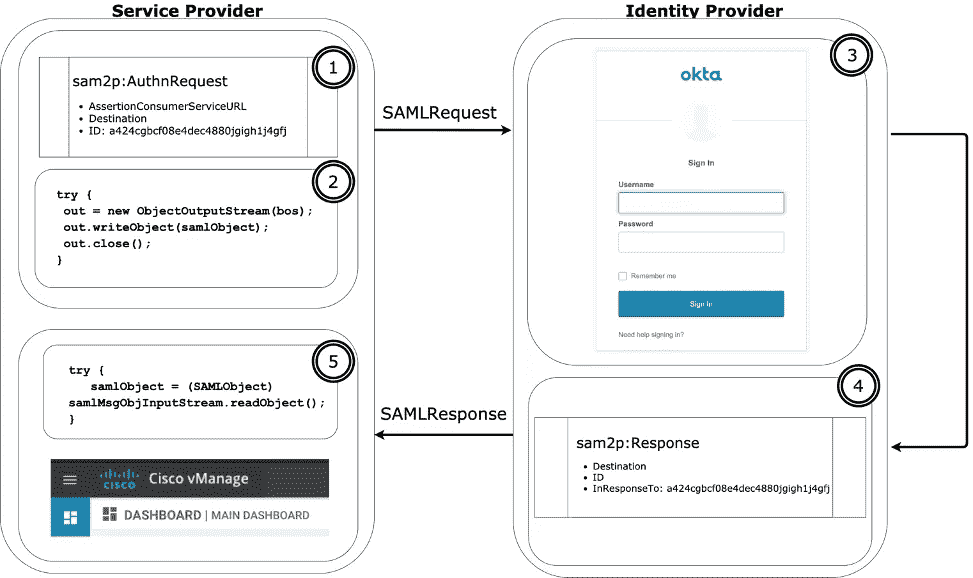 Service Provider
1
sam2p:AuthnRequest
• AssertionConsumerServiceURL
• Destination
• ID: a424cgbcf08e4dec4880jgigh1j4gfj
2
try {
out = new ObjectOutputStream(bos);
out.writeObject(samlObject);
out.close();
}
SAMLRequest
Identity Provider
3
okta
Sign In
Username
Password
Remember me
Sign In
Need help signing in?
4
sam2p:Response
• Destination
• ID
• InResponseTo: a424cgbcf08e4dec4880jgigh1j4gfj
SAMLResponse
5
try {
samlObject = (SAMLObject)
samlMsgObjInputStream.readObject();
}
CISCO Cisco vManage
DASHBOARD | MAIN DASHBOARD